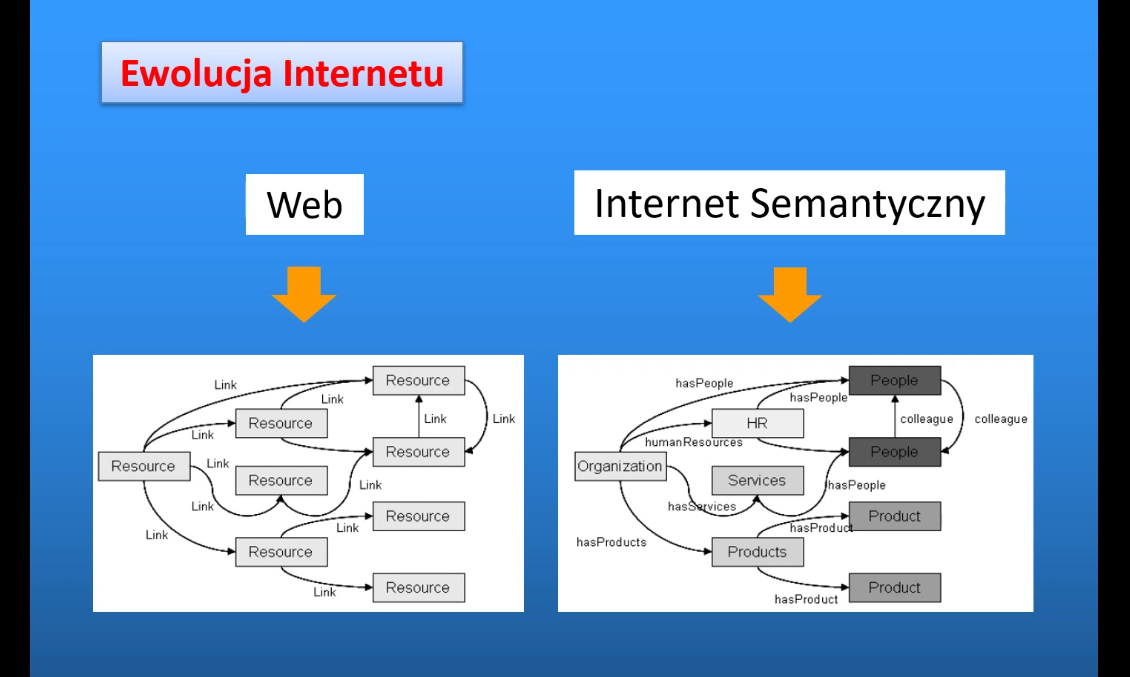 Ewolucja Internetu
Web
Internet Semantyczny
Link
Resource
Link
Resource
Link
Link
Link
Resource
Resource
Link
Resource
Link
Link
Resource
Link
Link
Resource
Resource
Link
hasPeople
People
hasPeople
HR
colleague
colleague
humanResources
People
Organization
Services
hasPeople
hasServices
Product
hasProduct
hasProducts
Products
Product
hasProduct